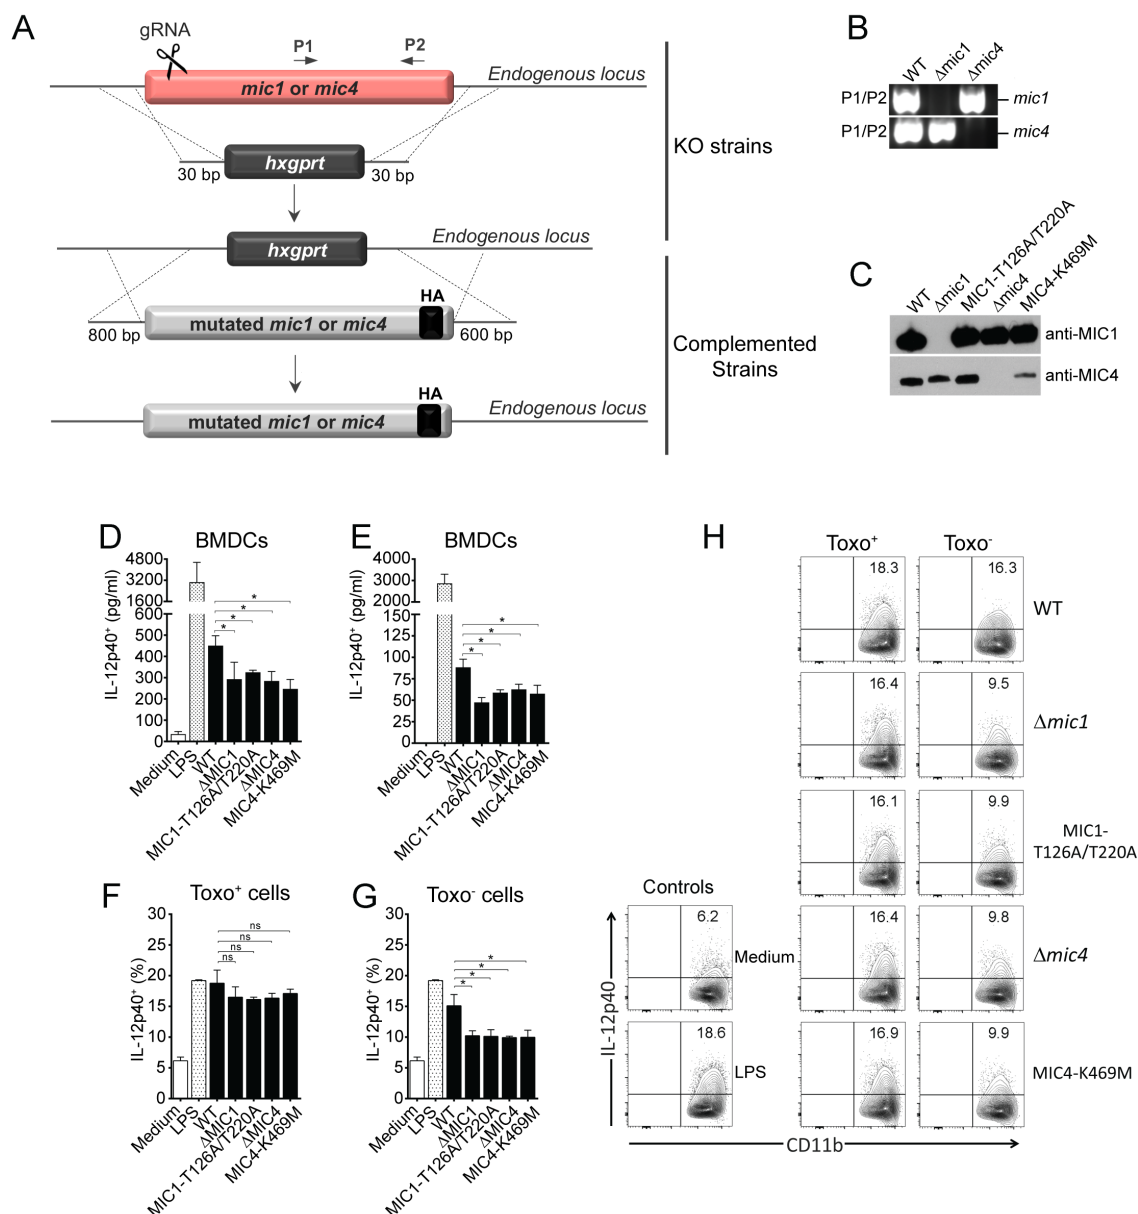 A
gRNA
P1
P2
Endogenous locus
mic1 or mic4
hxgprt
30 bp
30 bp
KO strains
Endogenous locus
hxgprt
HA
mutated mic1 or mic4
800 bp
600 bp
Complemented
Strains
HA
Endogenous locus
mutated mic1 or mic4
B
WT
Δmic1
Δmic4
P1/P2
mic1
P1/P2
mic4
C
WT
Δmic1
MIC1-T126A/T220A
Δmic4
MIC4-K469M
anti-MIC1
anti-MIC4
D
BMDCs
IL-12p40⁺ (pg/ml)
4800
3200
1600
600
500
400
300
200
100
0
*
*
*
*
Medium
LPS
WT
ΔMIC1
MIC1-T126A/T220A
ΔMIC4
MIC4-K469M
E
BMDCs
IL-12p40⁺ (pg/ml)
4000
3000
2000
1000
150
125
100
75
50
25
0
*
*
*
*
Medium
LPS
WT
ΔMIC1
MIC1-T126A/T220A
ΔMIC4
MIC4-K469M
F
Toxo⁺ cells
IL-12p40⁺ (%)
30
25
20
15
10
5
0
ns
ns
ns
ns
Medium
LPS
WT
ΔMIC1
MIC1-T126A/T220A
ΔMIC4
MIC4-K469M
G
Toxo⁻ cells
IL-12p40⁺ (%)
30
25
20
15
10
5
0
*
*
*
*
Medium
LPS
WT
ΔMIC1
MIC1-T126A/T220A
ΔMIC4
MIC4-K469M
H
Toxo⁺
Toxo⁻
18.3
16.3
WT
16.4
9.5
Δmic1
16.1
9.9
MIC1-
T126A/T220A
Controls
6.2
Medium
16.4
9.8
Δmic4
18.6
LPS
16.9
9.9
MIC4-K469M
IL-12p40
CD11b